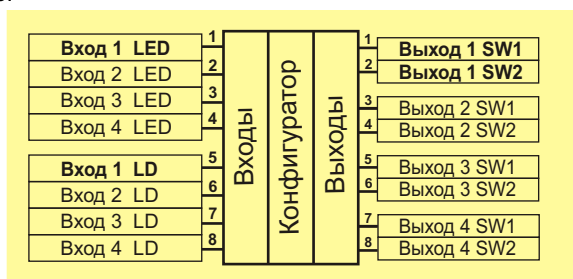 Вход 1 LED
Вход 2 LED
Вход 3 LED
Вход 4 LED
Вход 1 LD
Вход 2 LD
Вход 3 LD
Вход 4 LD
1
2
3
4
5
6
7
8
Входы
Конфигуратор
Выходы
1
2
3
4
5
6
7
8
Выход 1 SW1
Выход 1 SW2
Выход 2 SW1
Выход 2 SW2
Выход 3 SW1
Выход 3 SW2
Выход 4 SW1
Выход 4 SW2